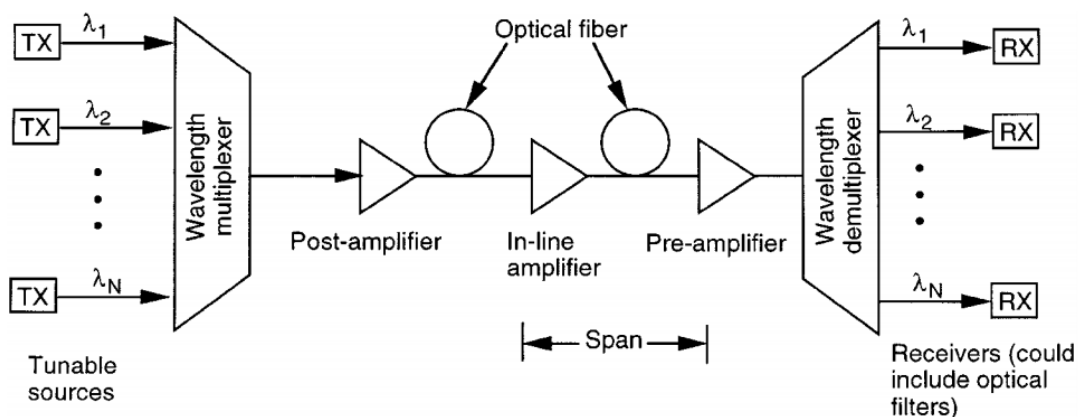 TX
λ1
TX
λ2
TX
λN
Tunable
sources
Wavelength
multiplexer
Optical fiber
Post-amplifier
In-line
amplifier
Pre-amplifier
Span
Wavelength
demultiplexer
λ1
RX
λ2
RX
λN
RX
Receivers (could
include optical
filters)